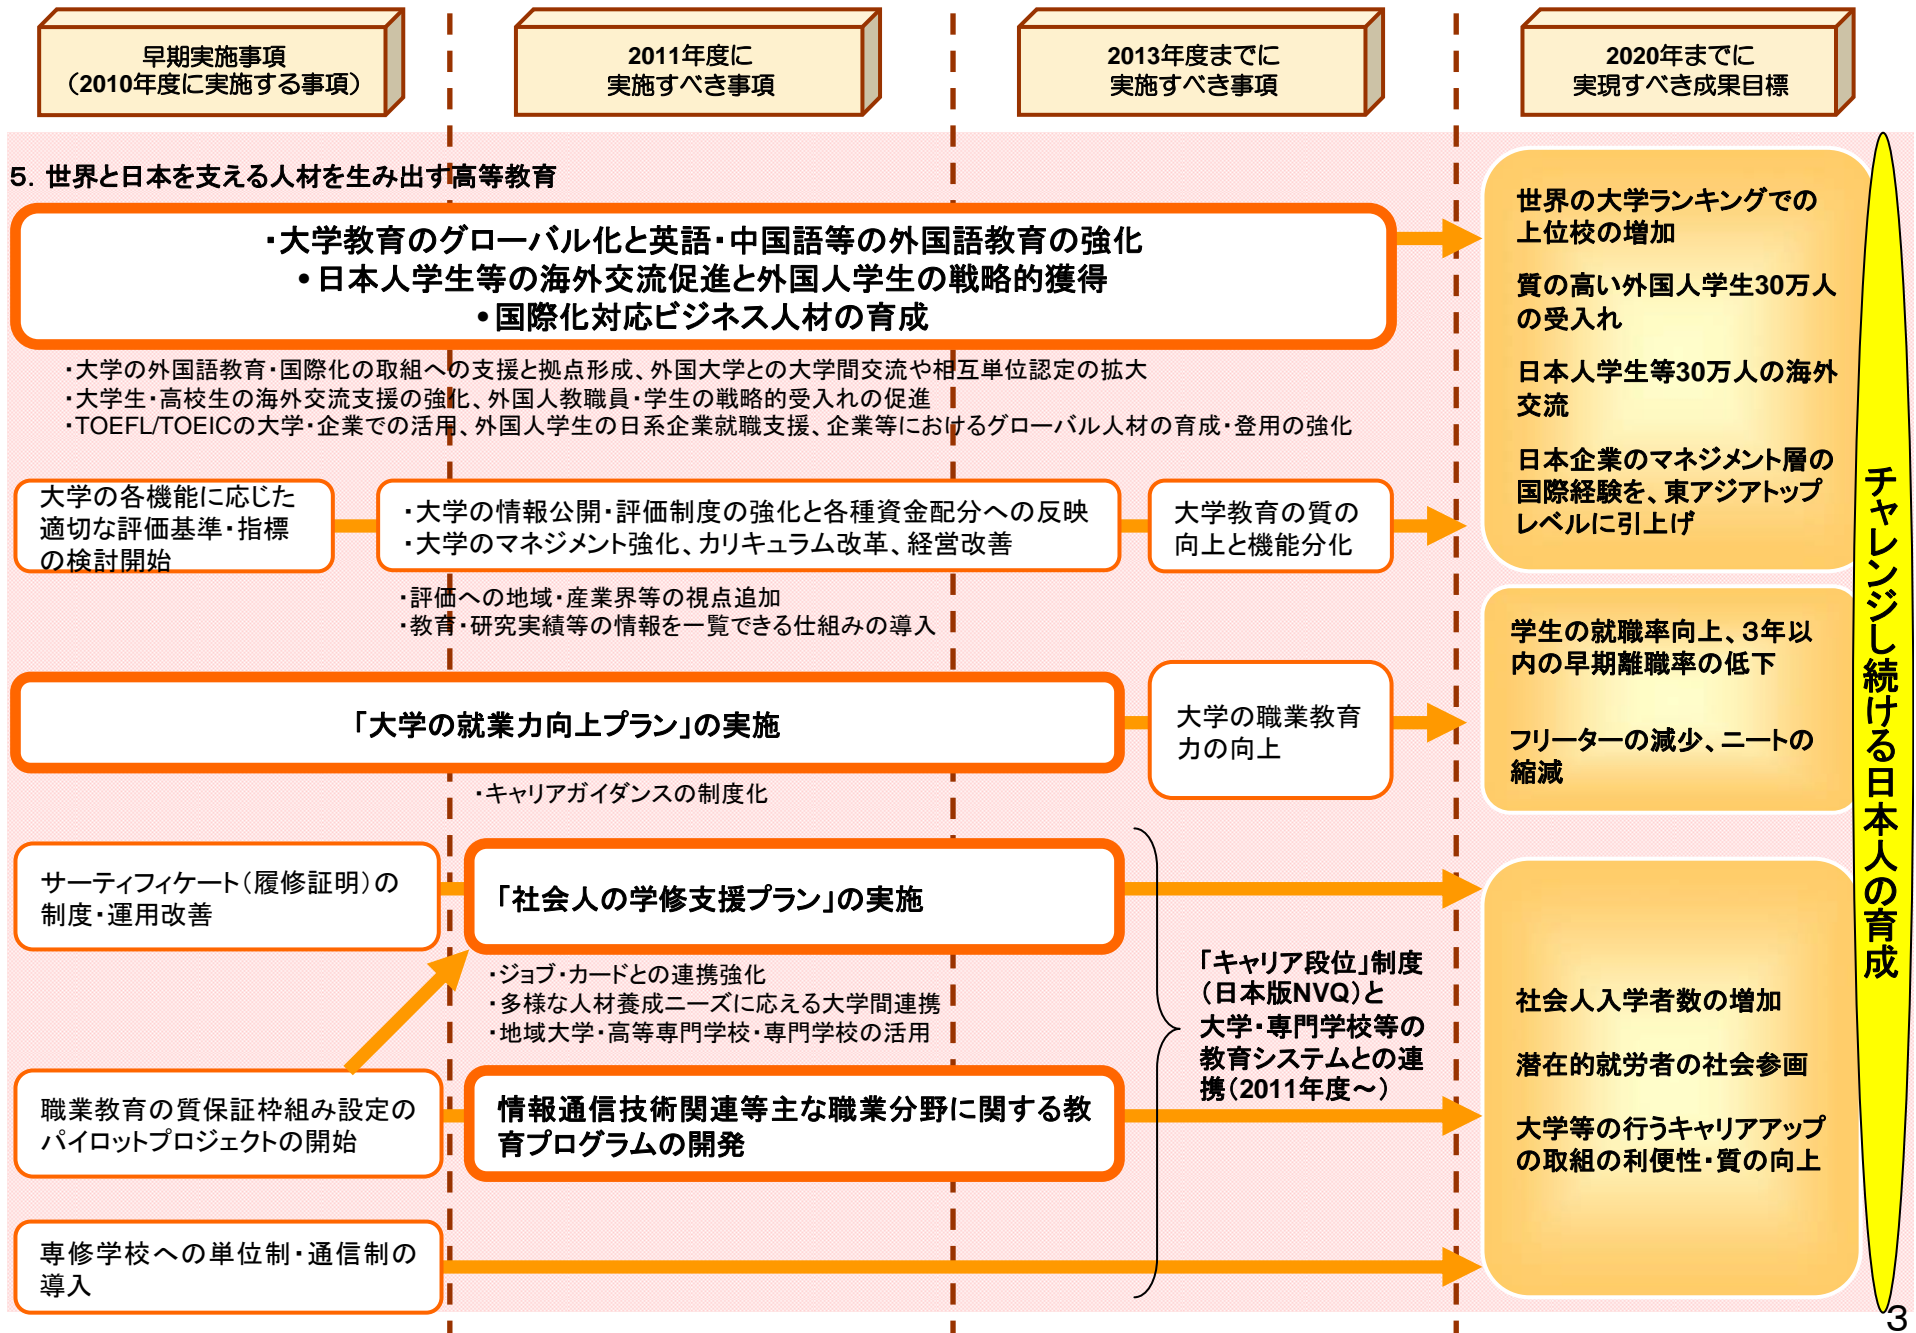 早期実施事項
（2010年度に実施する事項）
2011年度に
実施すべき事項
2013年度までに
実施すべき事項
2020年までに
実現すべき成果目標
５．世界と日本を支える人材を生み出す高等教育
・大学教育のグローバル化と英語・中国語等の外国語教育の強化
•日本人学生等の海外交流促進と外国人学生の戦略的獲得
•国際化対応ビジネス人材の育成
・大学の外国語教育・国際化の取組への支援と拠点形成、外国大学との大学間交流や相互単位認定の拡大
・大学生・高校生の海外交流支援の強化、外国人教職員・学生の戦略的受入れの促進
・TOEFL/TOEICの大学・企業での活用、外国人学生の日系企業就職支援、企業等におけるグローバル人材の育成・登用の強化
世界の大学ランキングでの
上位校の増加
質の高い外国人学生30万人
の受入れ
日本人学生等30万人の海外
交流
日本企業のマネジメント層の
国際経験を、東アジアトップ
レベルに引上げ
大学の各機能に応じた
適切な評価基準・指標
の検討開始
・大学の情報公開・評価制度の強化と各種資金配分への反映
・大学のマネジメント強化、カリキュラム改革、経営改善
大学教育の質の
向上と機能分化
・評価への地域・産業界等の視点追加
・教育・研究実績等の情報を一覧できる仕組みの導入
「大学の就業力向上プラン」の実施
大学の職業教育
力の向上
・キャリアガイダンスの制度化
学生の就職率向上、３年以
内の早期離職率の低下
フリーターの減少、ニートの
縮減
サーティフィケート（履修証明）の
制度・運用改善
「社会人の学修支援プラン」の実施
・ジョブ・カードとの連携強化
・多様な人材養成ニーズに応える大学間連携
・地域大学・高等専門学校・専門学校の活用
「キャリア段位」制度
（日本版NVQ）と
大学・専門学校等の
教育システムとの連
携（2011年度～）
職業教育の質保証枠組み設定の
パイロットプロジェクトの開始
情報通信技術関連等主な職業分野に関する教
育プログラムの開発
専修学校への単位制・通信制の
導入
社会人入学者数の増加
潜在的就労者の社会参画
大学等の行うキャリアアップ
の取組の利便性・質の向上
チャレンジし続ける日本人の育成
3